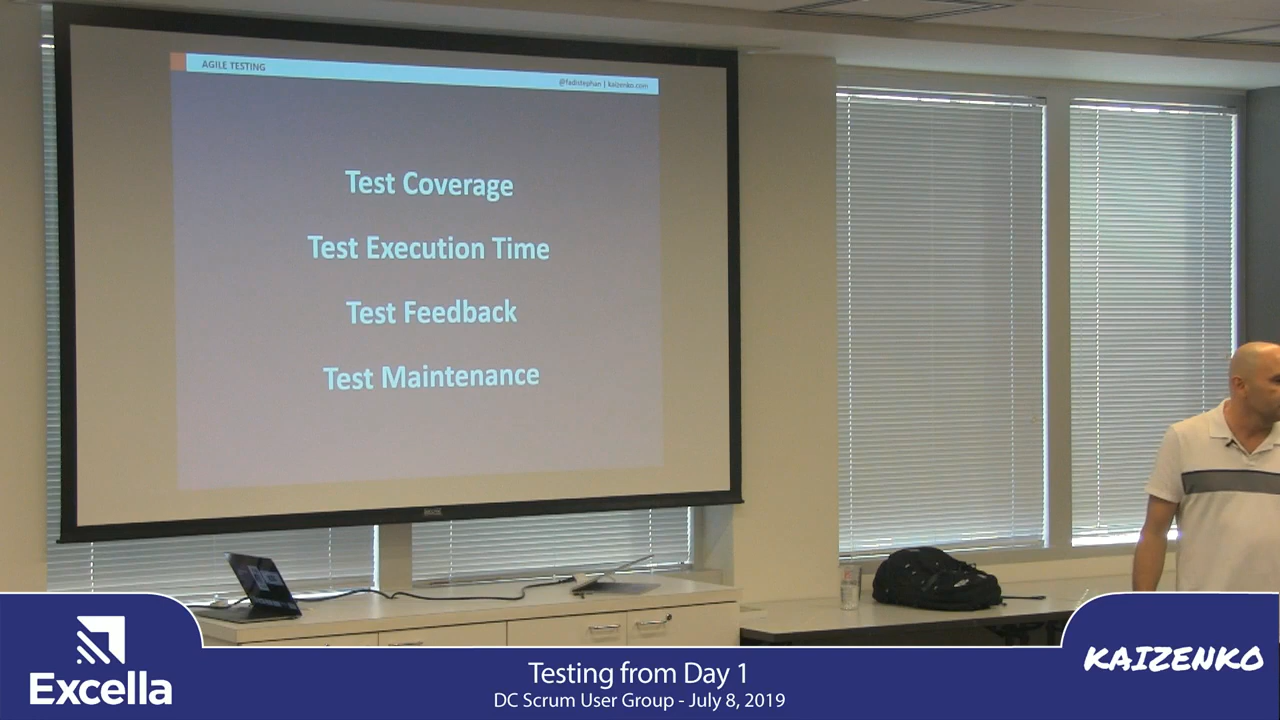 AGILE TESTING
@fadistephan | kaizenko.com
Test Coverage
Test Execution Time
Test Feedback
Test Maintenance
Excella
Testing from Day 1
DC Scrum User Group - July 8, 2019
KAIZENKO